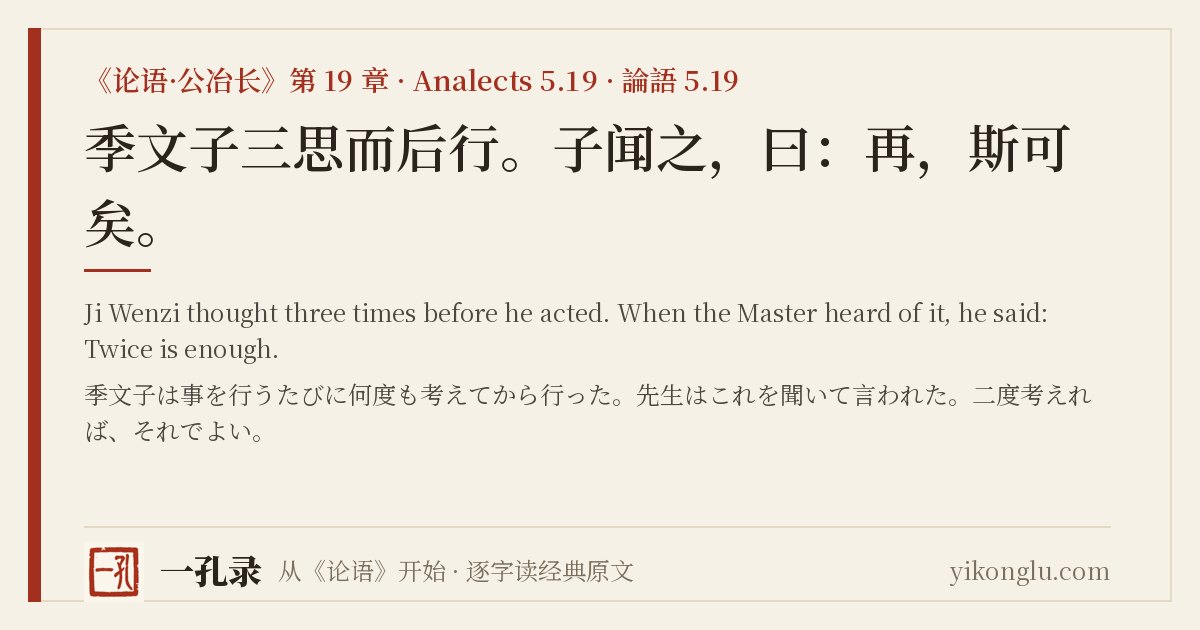 《论语·公冶长》第 19 章 · Analects 5.19 · 論語 5.19
季文子三思而后行。子闻之，曰：再，斯可
矣。
Ji Wenzi thought three times before he acted. When the Master heard of it, he said:
Twice is enough.
季文子は事を行うたびに何度も考えてから行った。先生はこれを聞いて言われた。二度考えれ
ば、それでよい。
一孔
一孔录 从《论语》开始 · 逐字读经典原文 yikonglu.com